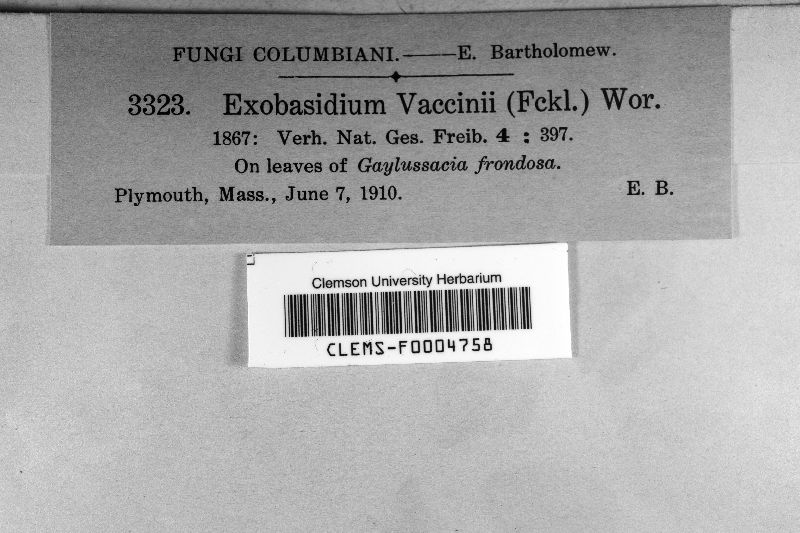 FUNGI COLUMBIANI.——E. Bartholomew.
3323. Exobasidium Vaccinii (Fckl.) Wor.
1867: Verh. Nat. Ges. Freib. 4 : 397.
On leaves of Gaylussacia frondosa.
Plymouth, Mass., June 7, 1910. E. B.
Clemson University Herbarium
CLEMS-F0004758